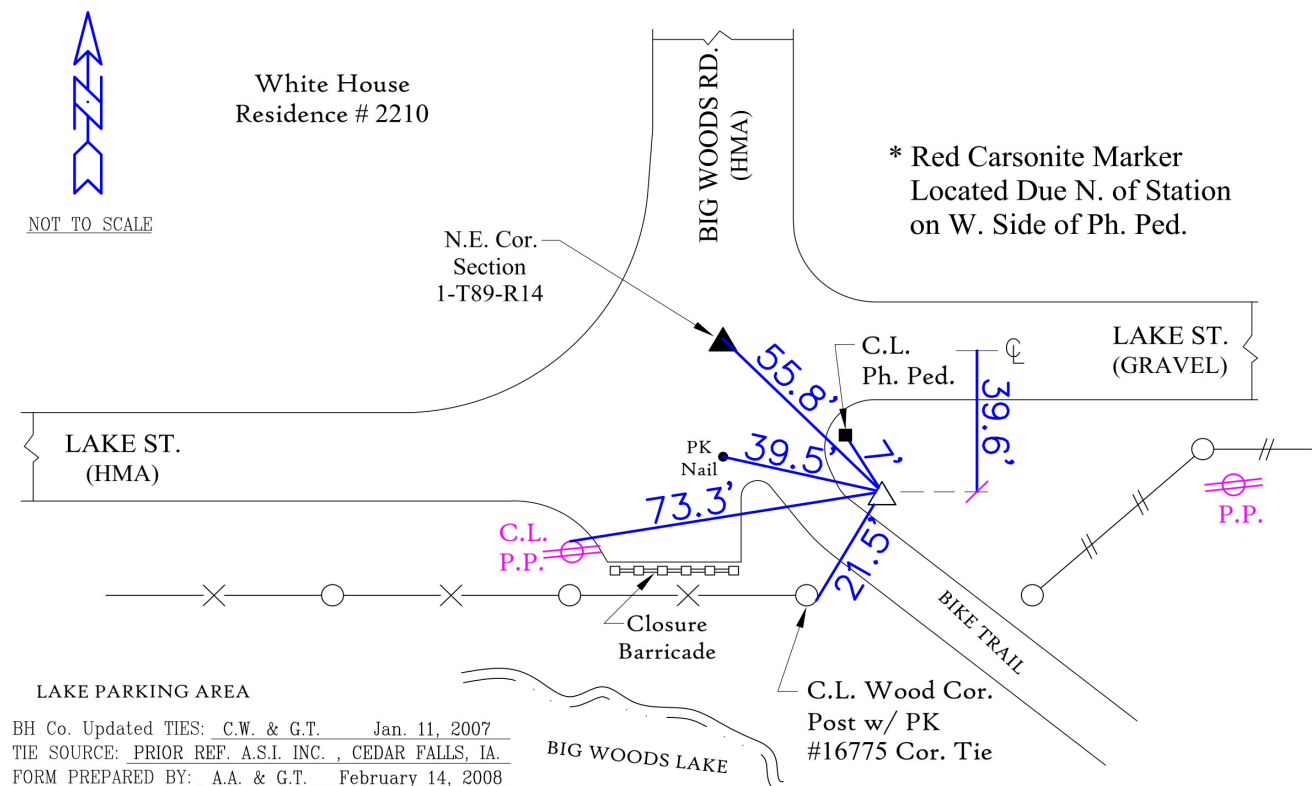 N
NOT TO SCALE
White House
Residence # 2210
BIG WOODS RD.
(HMA)
* Red Carsonite Marker
Located Due N. of Station
on W. Side of Ph. Ped.
N.E. Cor.
Section
1-T89-R14
C.L.
Ph. Ped.
℄
LAKE ST.
(GRAVEL)
55.8'
39.6'
7'
LAKE ST.
(HMA)
PK
Nail
39.5'
73.3'
C.L.
P.P.
21.5'
P.P.
Closure
Barricade
BIKE TRAIL
C.L. Wood Cor.
Post w/ PK
#16775 Cor. Tie
LAKE PARKING AREA
BIG WOODS LAKE
BH Co. Updated TIES: C.W. & G.T. Jan. 11, 2007
TIE SOURCE: PRIOR REF. A.S.I. INC. , CEDAR FALLS, IA.
FORM PREPARED BY: A.A. & G.T. February 14, 2008